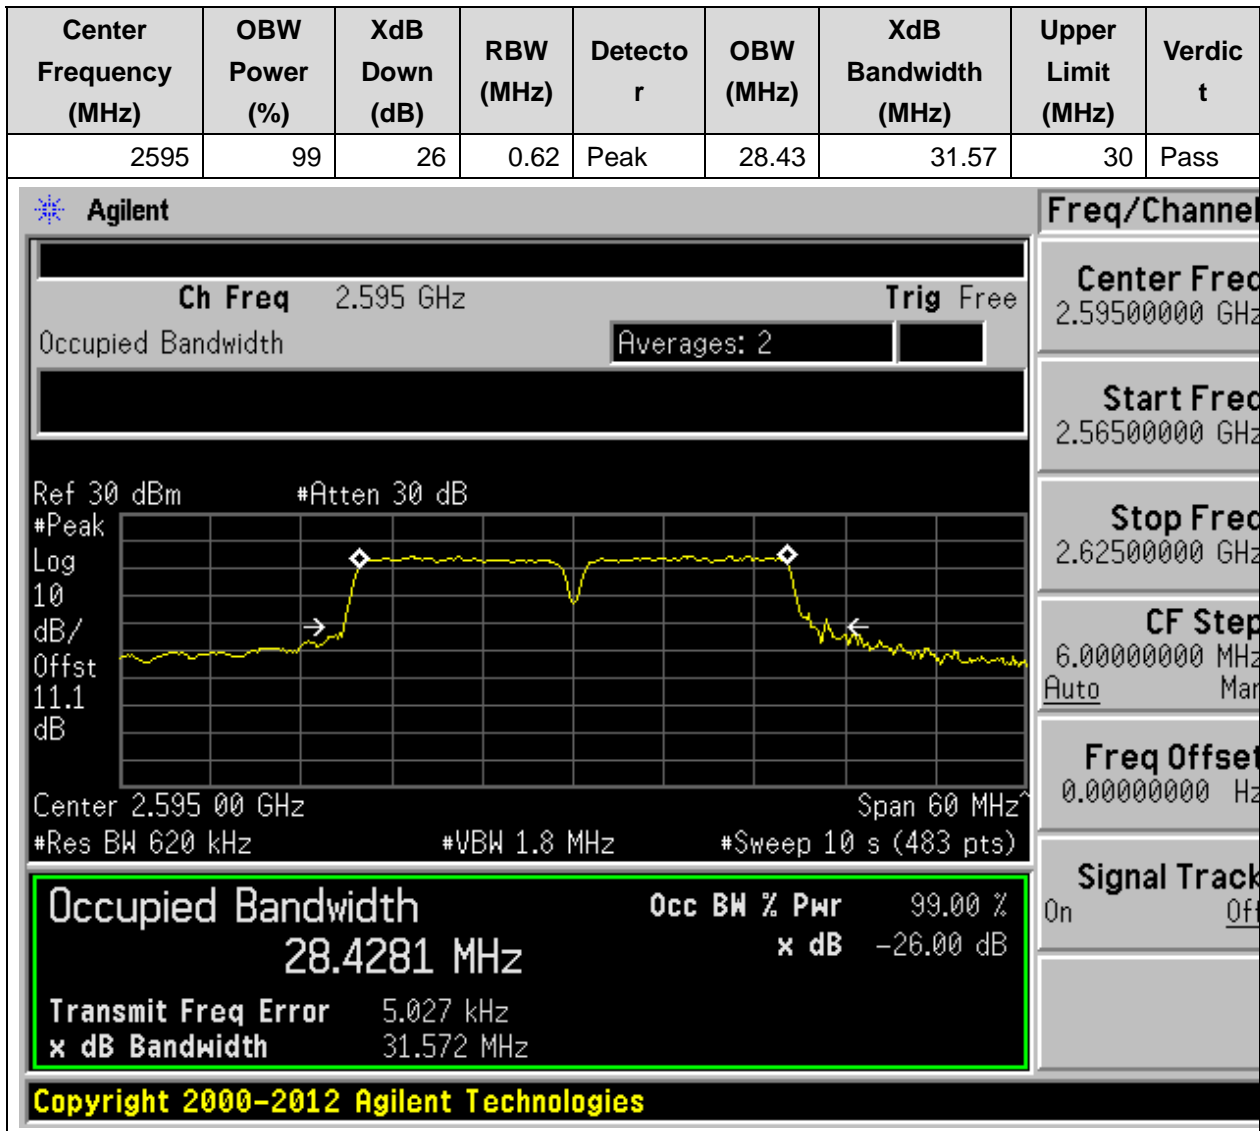 Center Frequency (MHz) OBW Power (%) XdB Down (dB) RBW (MHz) Detector OBW (MHz) XdB Bandwidth (MHz) Upper Limit (MHz) Verdict
2595 99 26 0.62 Peak 28.43 31.57 30 Pass
Agilent
Ch Freq 2.595 GHz Trig Free
Occupied Bandwidth Averages: 2
Ref 30 dBm #Atten 30 dB
#Peak
Log
10
dB/
Offst
11.1
dB
Center 2.595 00 GHz Span 60 MHz^
#Res BW 620 kHz #VBW 1.8 MHz #Sweep 10 s (483 pts)
Occupied Bandwidth Occ BW % Pwr 99.00 %
28.4281 MHz x dB -26.00 dB
Transmit Freq Error 5.027 kHz
x dB Bandwidth 31.572 MHz
Copyright 2000-2012 Agilent Technologies
Freq/Channel
Center Freq
2.59500000 GHz
Start Freq
2.56500000 GHz
Stop Freq
2.62500000 GHz
CF Step
6.00000000 MHz
Auto Man
Freq Offset
0.00000000 Hz
Signal Track
On Off